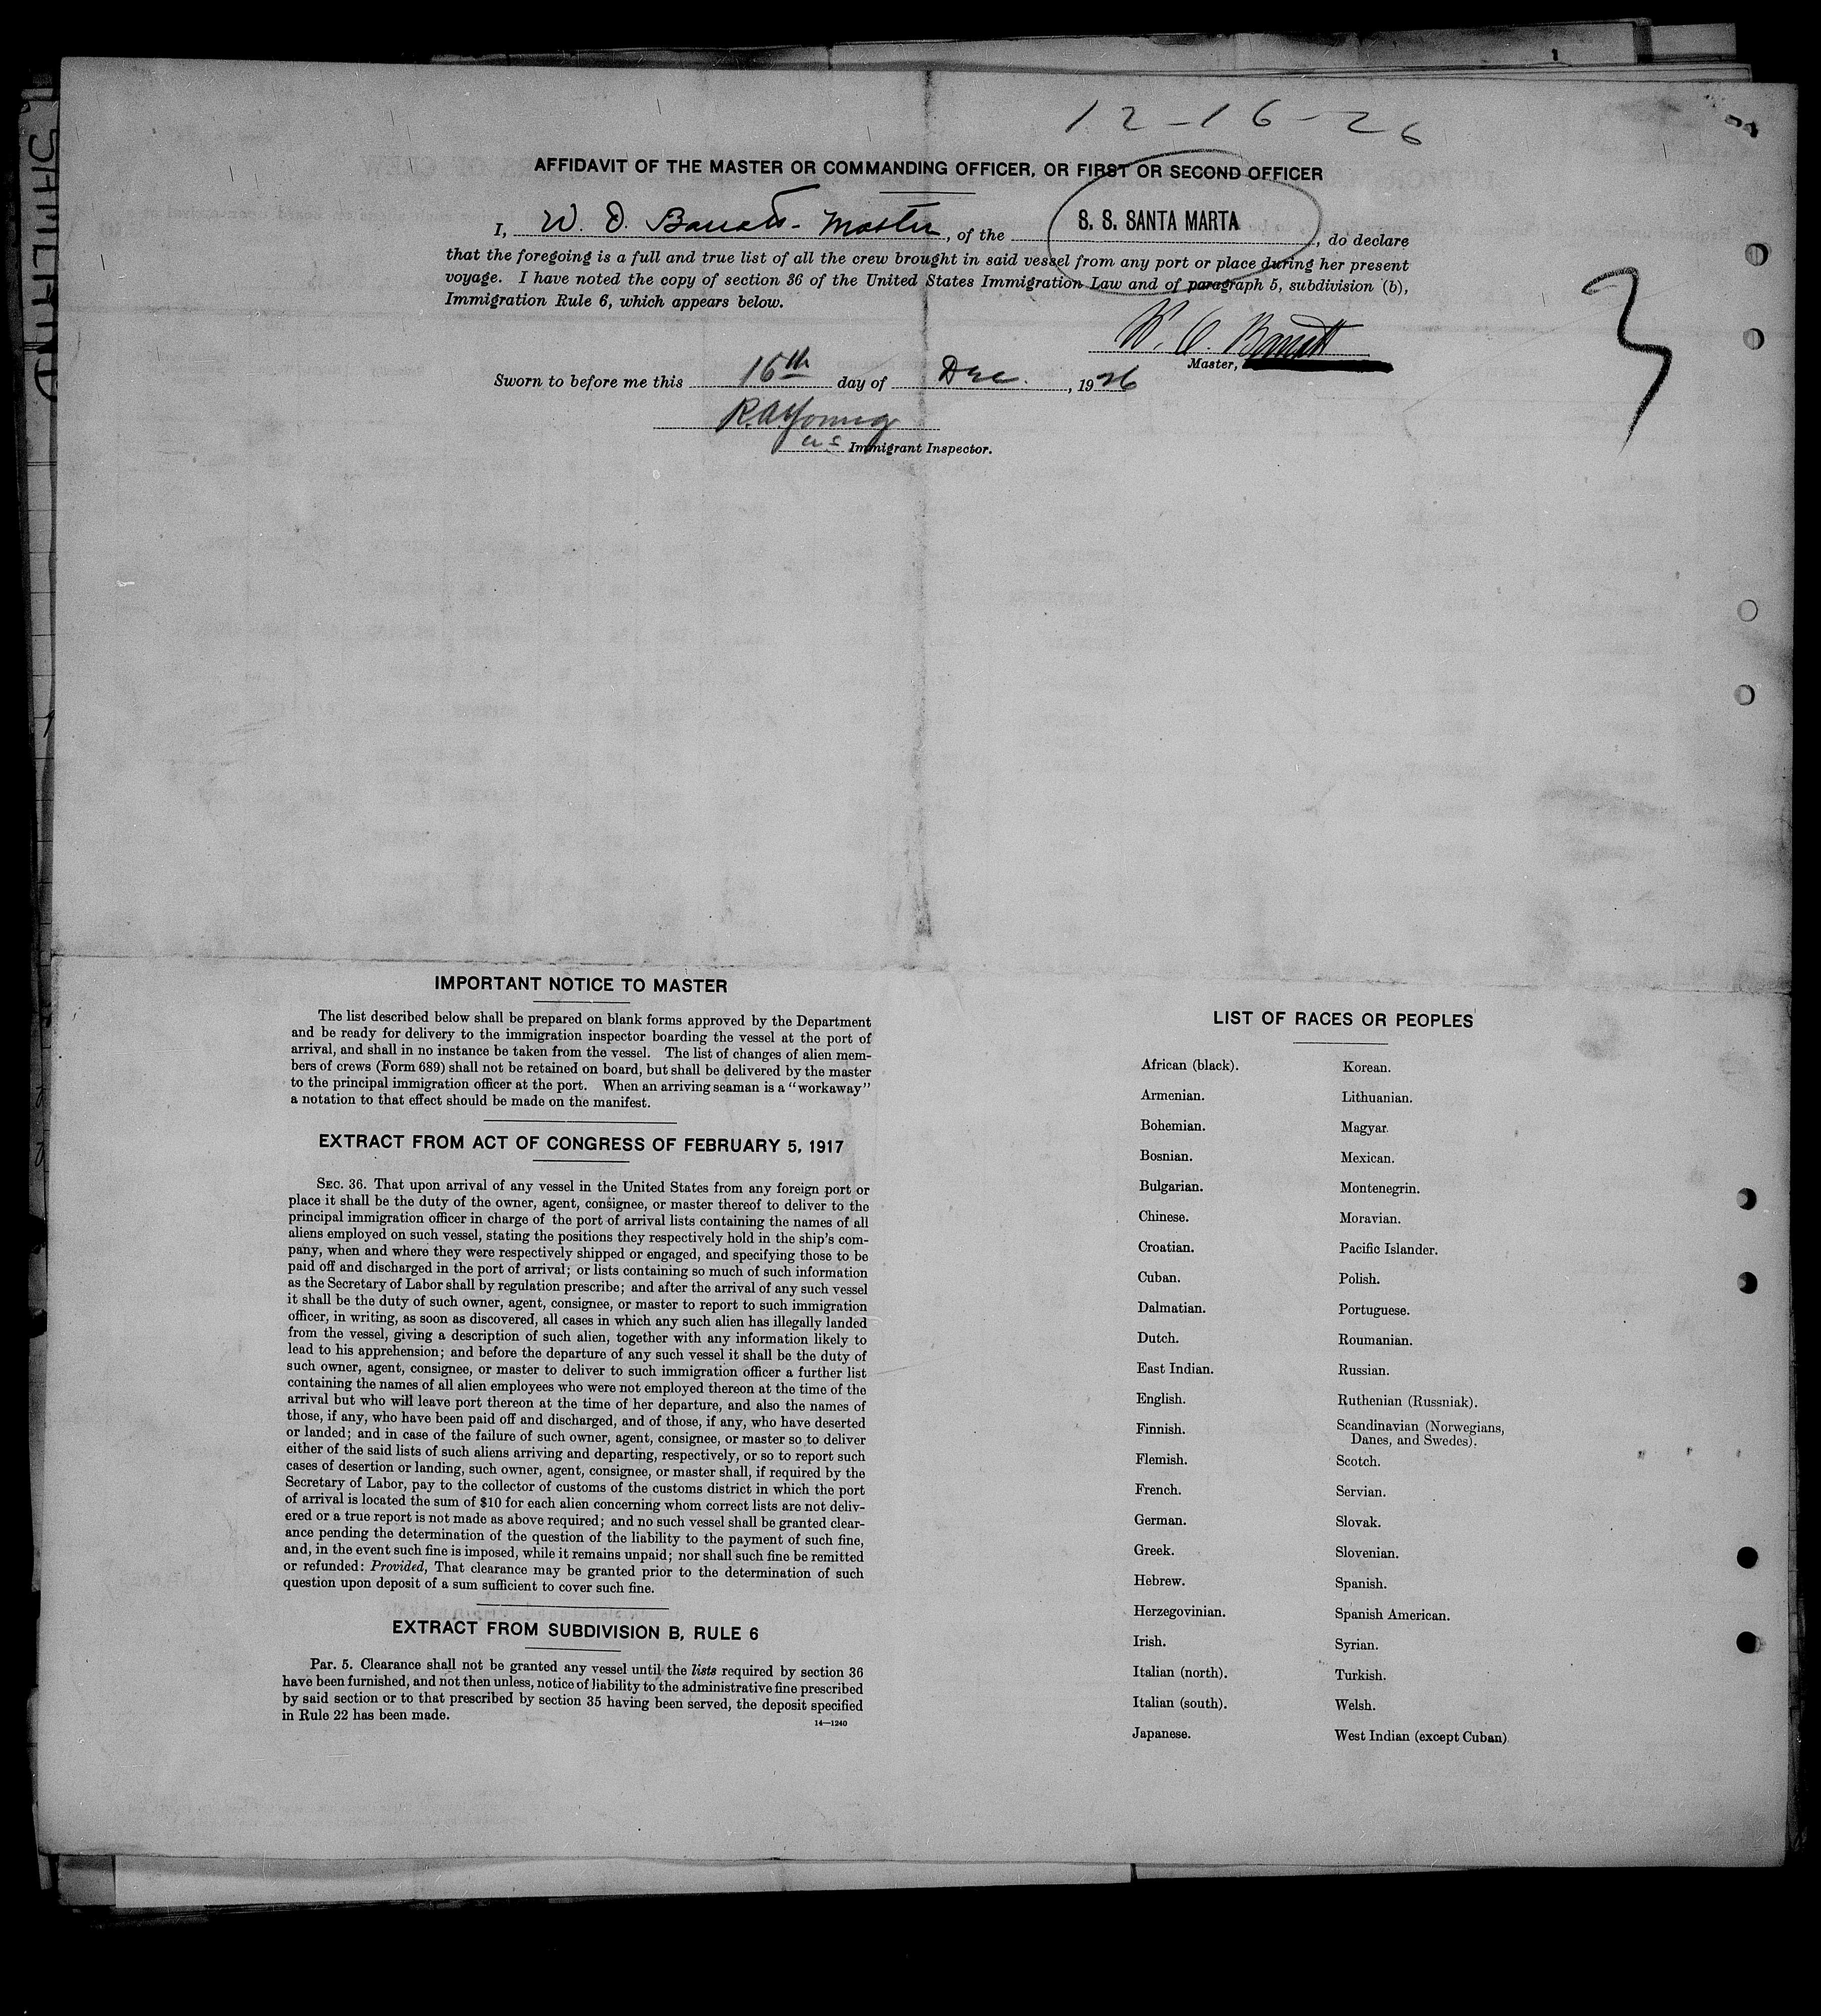 12-16-26
AFFIDAVIT OF THE MASTER OR COMMANDING OFFICER, OR FIRST OR SECOND OFFICER
I, W. O. Barrett - Master, of the S. S. SANTA MARTA, do declare
that the foregoing is a full and true list of all the crew brought in said vessel from any port or place during her present
voyage. I have noted the copy of section 36 of the United States Immigration Law and of paragraph 5, subdivision (b),
Immigration Rule 6, which appears below.
W. O. Barrett
Master,
3
Sworn to before me this 16th day of Dec., 1926
R.A. Young
Immigrant Inspector.
IMPORTANT NOTICE TO MASTER
The list described below shall be prepared on blank forms approved by the Department
and be ready for delivery to the immigration inspector boarding the vessel at the port of
arrival, and shall in no instance be taken from the vessel. The list of changes of alien mem-
bers of crews (Form 689) shall not be retained on board, but shall be delivered by the master
to the principal immigration officer at the port. When an arriving seaman is a "workaway"
a notation to that effect should be made on the manifest.
EXTRACT FROM ACT OF CONGRESS OF FEBRUARY 5, 1917
SEC. 36. That upon arrival of any vessel in the United States from any foreign port or
place it shall be the duty of the owner, agent, consignee, or master thereof to deliver to the
principal immigration officer in charge of the port of arrival lists containing the names of all
aliens employed on such vessel, stating the positions they respectively hold in the ship's com-
pany, when and where they were respectively shipped or engaged, and specifying those to be
paid off and discharged in the port of arrival; or lists containing so much of such information
as the Secretary of Labor shall by regulation prescribe; and after the arrival of any such vessel
it shall be the duty of such owner, agent, consignee, or master to report to such immigration
officer, in writing, as soon as discovered, all cases in which any such alien has illegally landed
from the vessel, giving a description of such alien, together with any information likely to
lead to his apprehension; and before the departure of any such vessel it shall be the duty of
such owner, agent, consignee, or master to deliver to such immigration officer a further list
containing the names of all alien employees who were not employed thereon at the time of the
arrival but who will leave port thereon at the time of her departure, and also the names of
those, if any, who have been paid off and discharged, and of those, if any, who have deserted
or landed; and in case of the failure of such owner, agent, consignee, or master so to deliver
either of the said lists of such aliens arriving and departing, respectively, or so to report such
cases of desertion or landing, such owner, agent, consignee, or master shall, if required by the
Secretary of Labor, pay to the collector of customs of the customs district in which the port
of arrival is located the sum of $10 for each alien concerning whom correct lists are not deliv-
ered or a true report is not made as above required; and no such vessel shall be granted clear-
ance pending the determination of the question of the liability to the payment of such fine,
and, in the event such fine is imposed, while it remains unpaid; nor shall such fine be remitted
or refunded: Provided, That clearance may be granted prior to the determination of such
question upon deposit of a sum sufficient to cover such fine.
EXTRACT FROM SUBDIVISION B, RULE 6
Par. 5. Clearance shall not be granted any vessel until the lists required by section 36
have been furnished, and not then unless, notice of liability to the administrative fine prescribed
by said section or to that prescribed by section 35 having been served, the deposit specified
in Rule 22 has been made.
14—1240
LIST OF RACES OR PEOPLES
African (black).
Armenian.
Bohemian.
Bosnian.
Bulgarian.
Chinese.
Croatian.
Cuban.
Dalmatian.
Dutch.
East Indian.
English.
Finnish.
Flemish.
French.
German.
Greek.
Hebrew.
Herzegovinian.
Irish.
Italian (north).
Italian (south).
Japanese.
Korean.
Lithuanian.
Magyar.
Mexican.
Montenegrin.
Moravian.
Pacific Islander.
Polish.
Portuguese.
Roumanian.
Russian.
Ruthenian (Russniak).
Scandinavian (Norwegians,
Danes, and Swedes).
Scotch.
Servian.
Slovak.
Slovenian.
Spanish.
Spanish American.
Syrian.
Turkish.
Welsh.
West Indian (except Cuban).